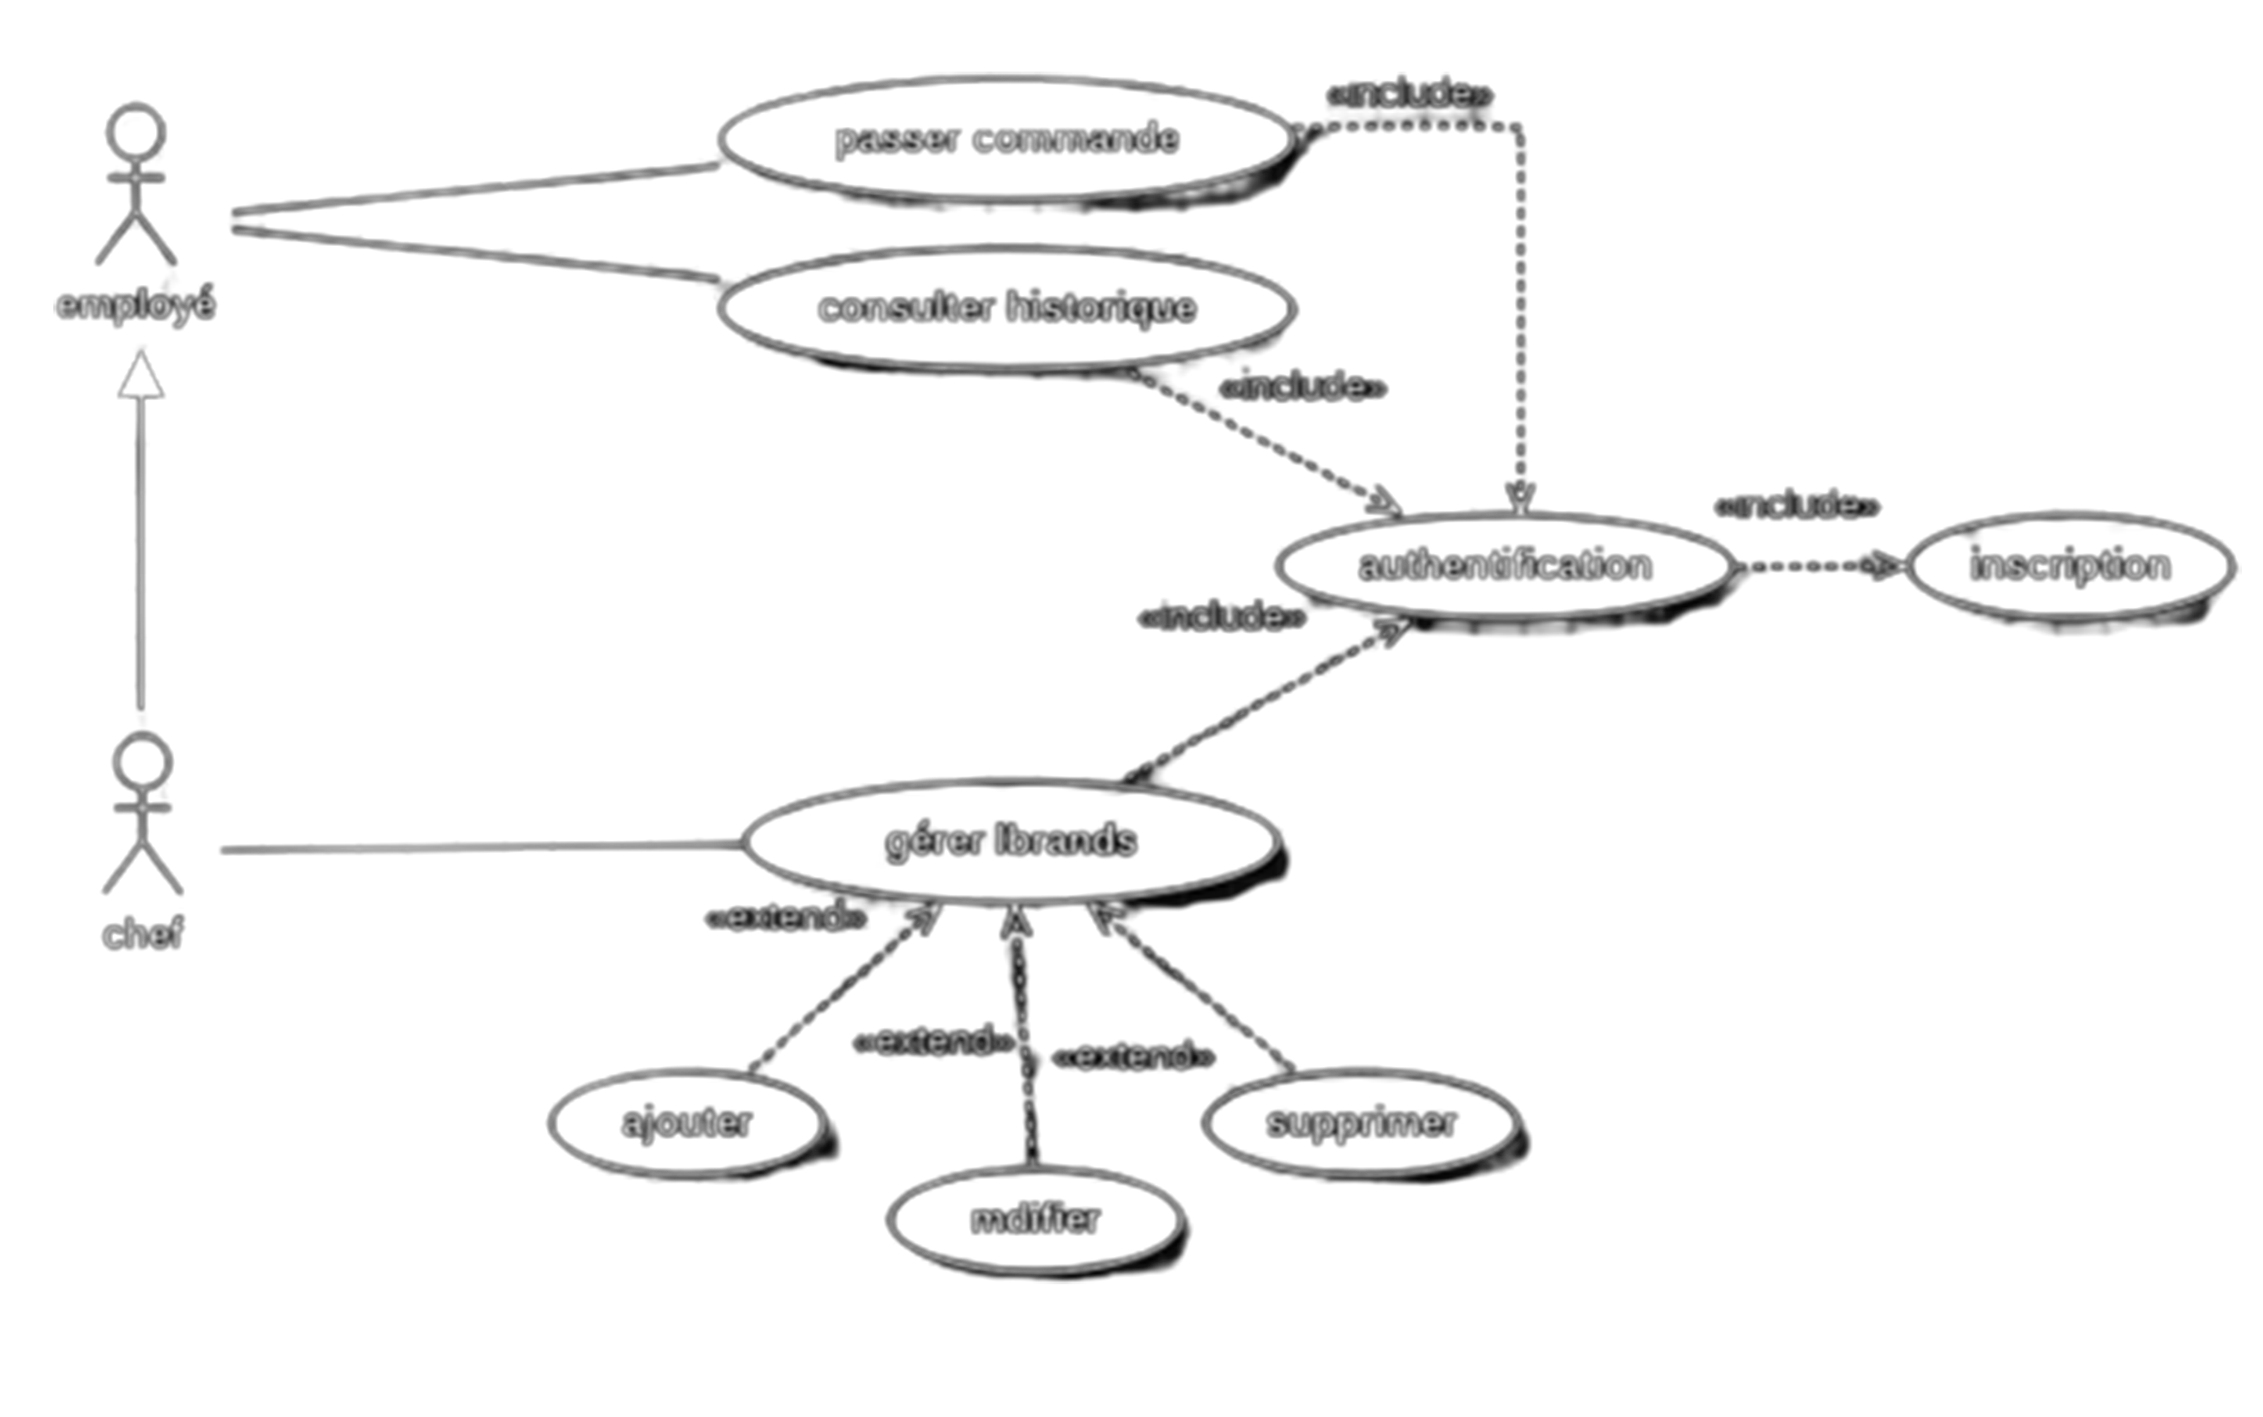 «include»
passer commande
employé
consulter historique
«include»
«include»
authentification
inscription
«include»
gérer lbrands
chef
«extend»
«extend»
«extend»
ajouter
supprimer
mdifier